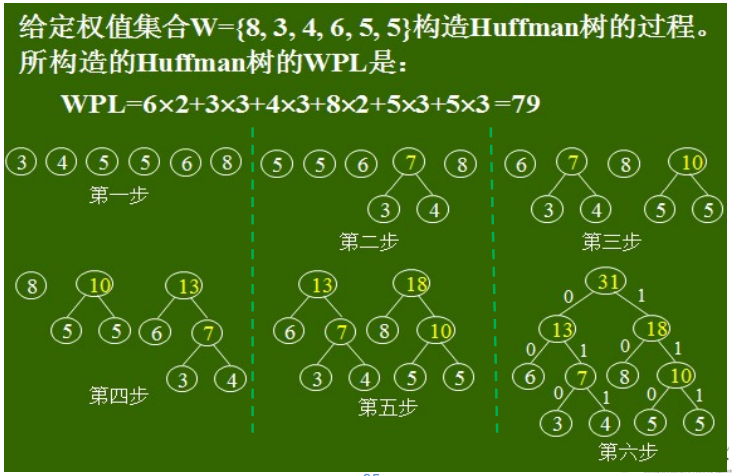 给定权值集合W={8, 3, 4, 6, 5, 5}构造Huffman树的过程。
所构造的Huffman树的WPL是：
WPL=6×2+3×3+4×3+8×2+5×3+5×3=79
3 4 5 5 6 8
第一步
5 5 6 7 8
3 4
第二步
6 7 8 10
3 4 5 5
第三步
8 10 13
5 5 6 7
3 4
第四步
13 18
6 7 8 10
3 4 5 5
第五步
31
0 1
13 18
0 1 0 1
6 7 8 10
0 1 0 1
3 4 5 5
第六步